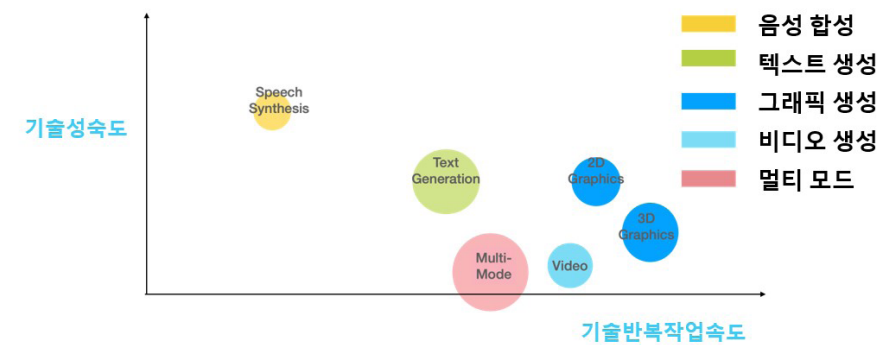 음성 합성
텍스트 생성
그래픽 생성
비디오 생성
멀티 모드
기술성숙도
Speech
Synthesis
Text
Generation
2D
Graphics
3D
Graphics
Multi-
Mode
Video
기술반복작업속도